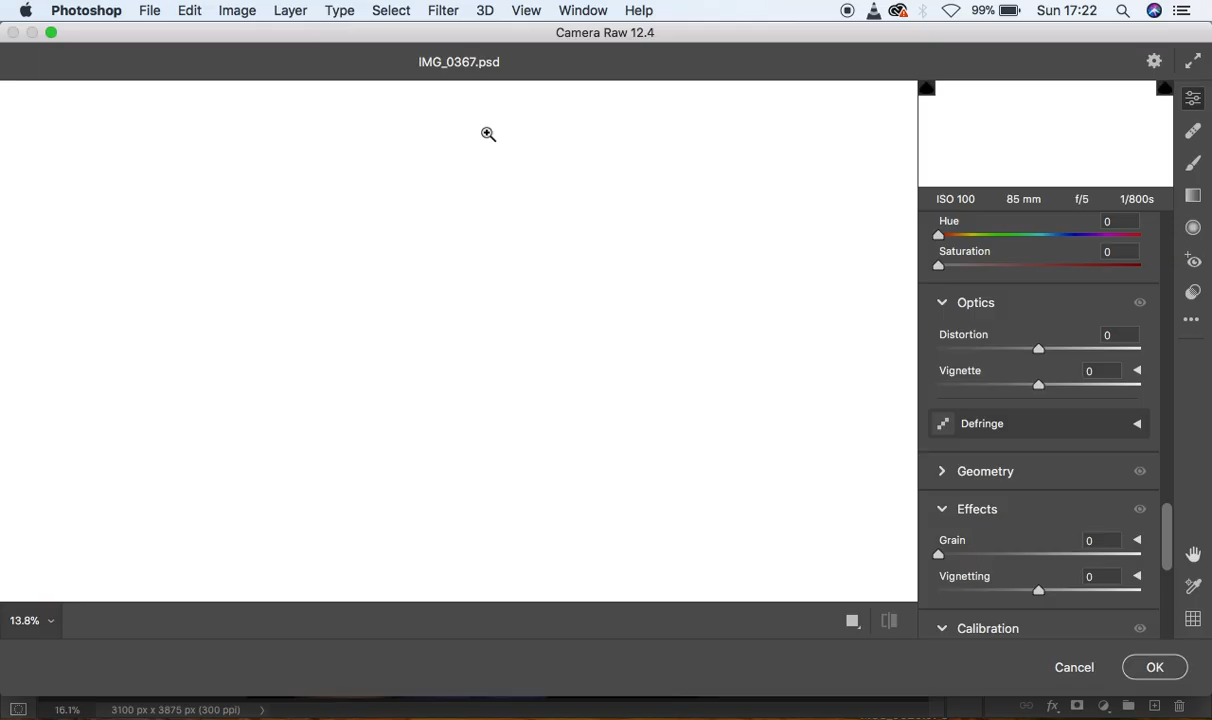 Photoshop File Edit Image Layer Type Select Filter 3D View Window Help 99% Sun 17:22
Camera Raw 12.4
IMG_0367.psd
ISO 100 85 mm f/5 1/800s
Hue 0
Saturation 0
Optics
Distortion 0
Vignette 0
Defringe
Geometry
Effects
Grain 0
Vignetting 0
Calibration
13.8%
Cancel OK
16.1% 3100 px x 3875 px (300 ppi)
fx